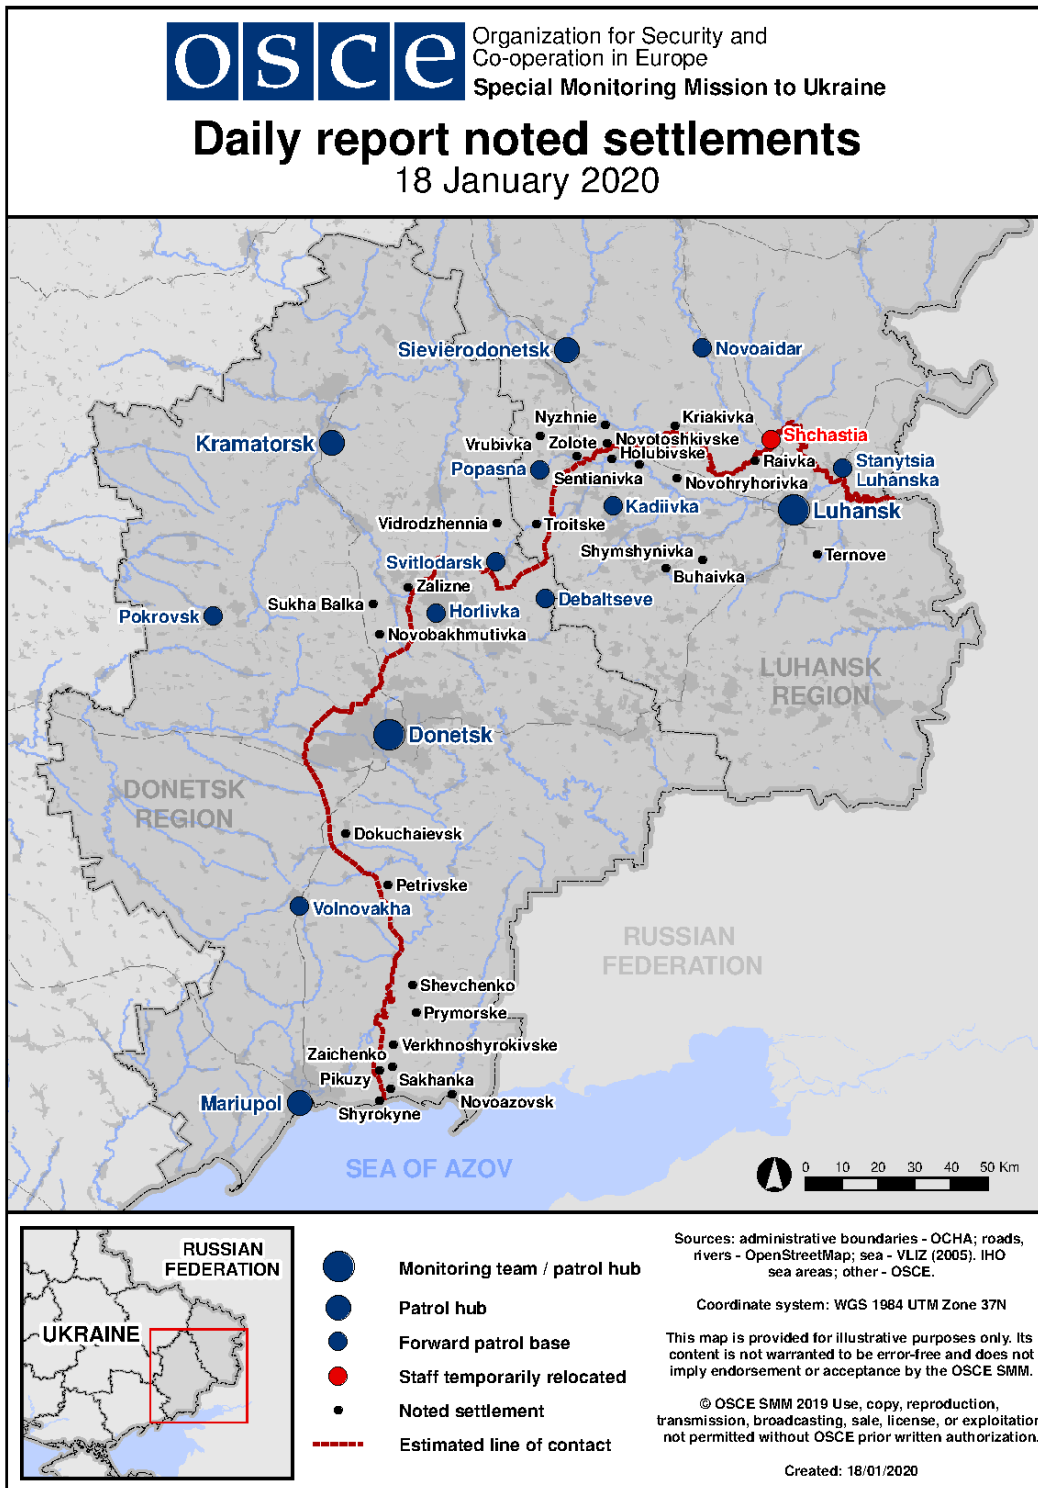 osce
Organization for Security and
Co-operation in Europe
Special Monitoring Mission to Ukraine
Daily report noted settlements
18 January 2020
Sievierodonetsk
Novoaidar
Nyzhnie
Kriakivka
Kramatorsk
Vrubivka
Zolote
Novotoshkivske
Shchastia
Holubivske
Raivka
Popasna
Sentianivka
Novohryhorivka
Stanytsia
Luhanska
Kadiivka
Luhansk
Vidrodzhennia
Troitske
Shymshynivka
Ternove
Svitlodarsk
Buhaivka
Zalizne
Sukha Balka
Horlivka
Debaltseve
Pokrovsk
Novobakhmutivka
LUHANSK
REGION
Donetsk
DONETSK
REGION
Dokuchaievsk
Petrivske
Volnovakha
RUSSIAN
FEDERATION
Shevchenko
Prymorske
Verkhnoshyrokivske
Zaichenko
Pikuzy
Sakhanka
Mariupol
Novoazovsk
Shyrokyne
SEA OF AZOV
0 10 20 30 40 50 Km
RUSSIAN
FEDERATION
UKRAINE
Monitoring team / patrol hub
Patrol hub
Forward patrol base
Staff temporarily relocated
Noted settlement
Estimated line of contact
Sources: administrative boundaries - OCHA; roads,
rivers - OpenStreetMap; sea - VLIZ (2005). IHO
sea areas; other - OSCE.
Coordinate system: WGS 1984 UTM Zone 37N
This map is provided for illustrative purposes only. Its
content is not warranted to be error-free and does not
imply endorsement or acceptance by the OSCE SMM.
© OSCE SMM 2019 Use, copy, reproduction,
transmission, broadcasting, sale, license, or exploitation
not permitted without OSCE prior written authorization.
Created: 18/01/2020